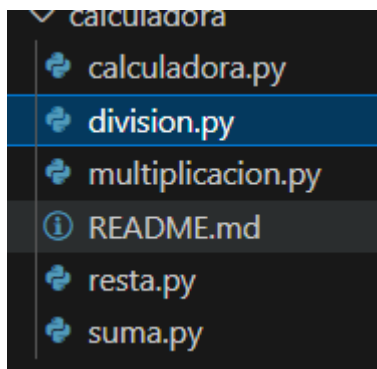 calculadora
calculadora.py
division.py
multiplicacion.py
README.md
resta.py
suma.py